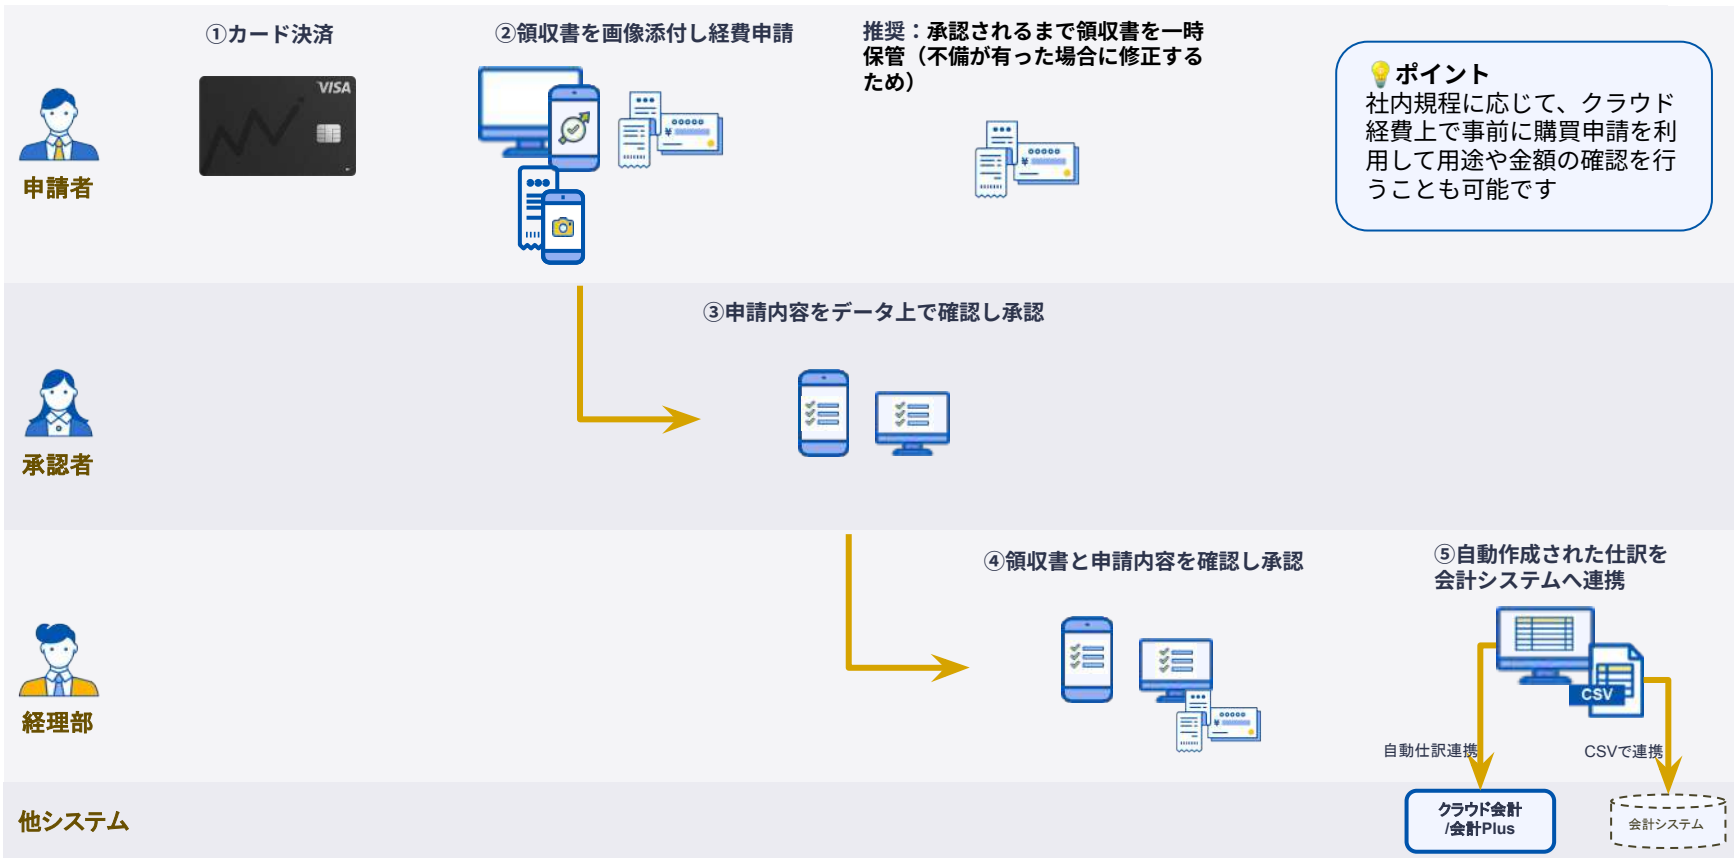 ①カード決済
②領収書を画像添付し経費申請
推奨：承認されるまで領収書を一時
保管（不備が有った場合に修正する
ため）
💡ポイント
社内規程に応じて、クラウド
経費上で事前に購買申請を利
用して用途や金額の確認を行
うことも可能です
VISA
申請者
③申請内容をデータ上で確認し承認
承認者
④領収書と申請内容を確認し承認
⑤自動作成された仕訳を
会計システムへ連携
CSV
経理部
自動仕訳連携
CSVで連携
他システム
クラウド会計
/会計Plus
会計システム